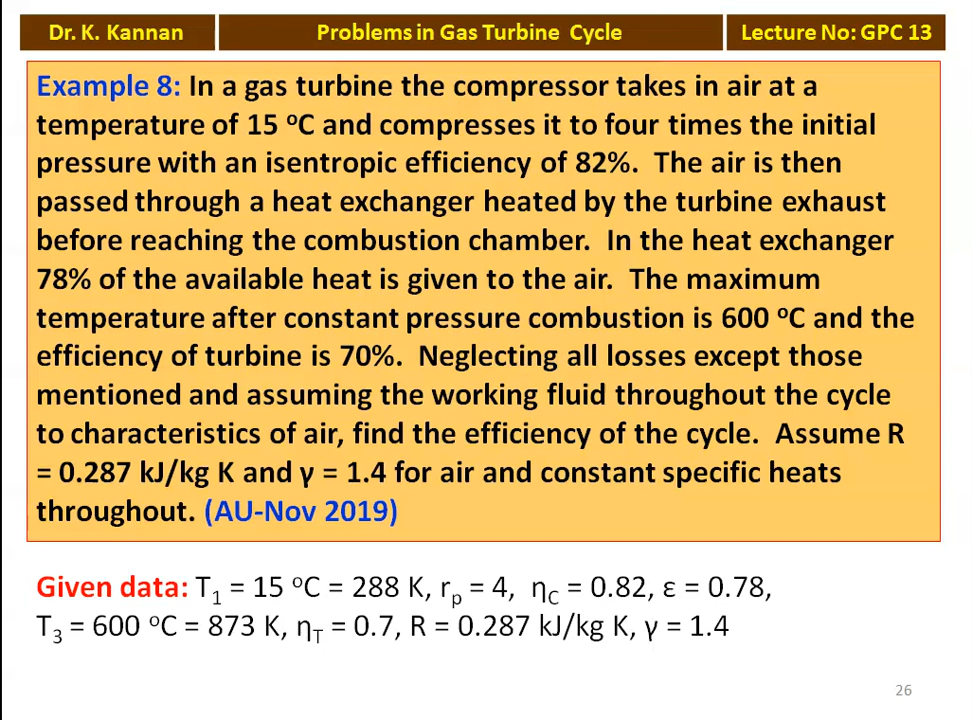 Dr. K. Kannan
Problems in Gas Turbine Cycle
Lecture No: GPC 13
Example 8: In a gas turbine the compressor takes in air at a
temperature of 15 °C and compresses it to four times the initial
pressure with an isentropic efficiency of 82%. The air is then
passed through a heat exchanger heated by the turbine exhaust
before reaching the combustion chamber. In the heat exchanger
78% of the available heat is given to the air. The maximum
temperature after constant pressure combustion is 600 °C and the
efficiency of turbine is 70%. Neglecting all losses except those
mentioned and assuming the working fluid throughout the cycle
to characteristics of air, find the efficiency of the cycle. Assume R
= 0.287 kJ/kg K and γ = 1.4 for air and constant specific heats
throughout. (AU-Nov 2019)
Given data: T₁ = 15 °C = 288 K, rₚ = 4, η_C = 0.82, ε = 0.78,
T₃ = 600 °C = 873 K, η_T = 0.7, R = 0.287 kJ/kg K, γ = 1.4
26